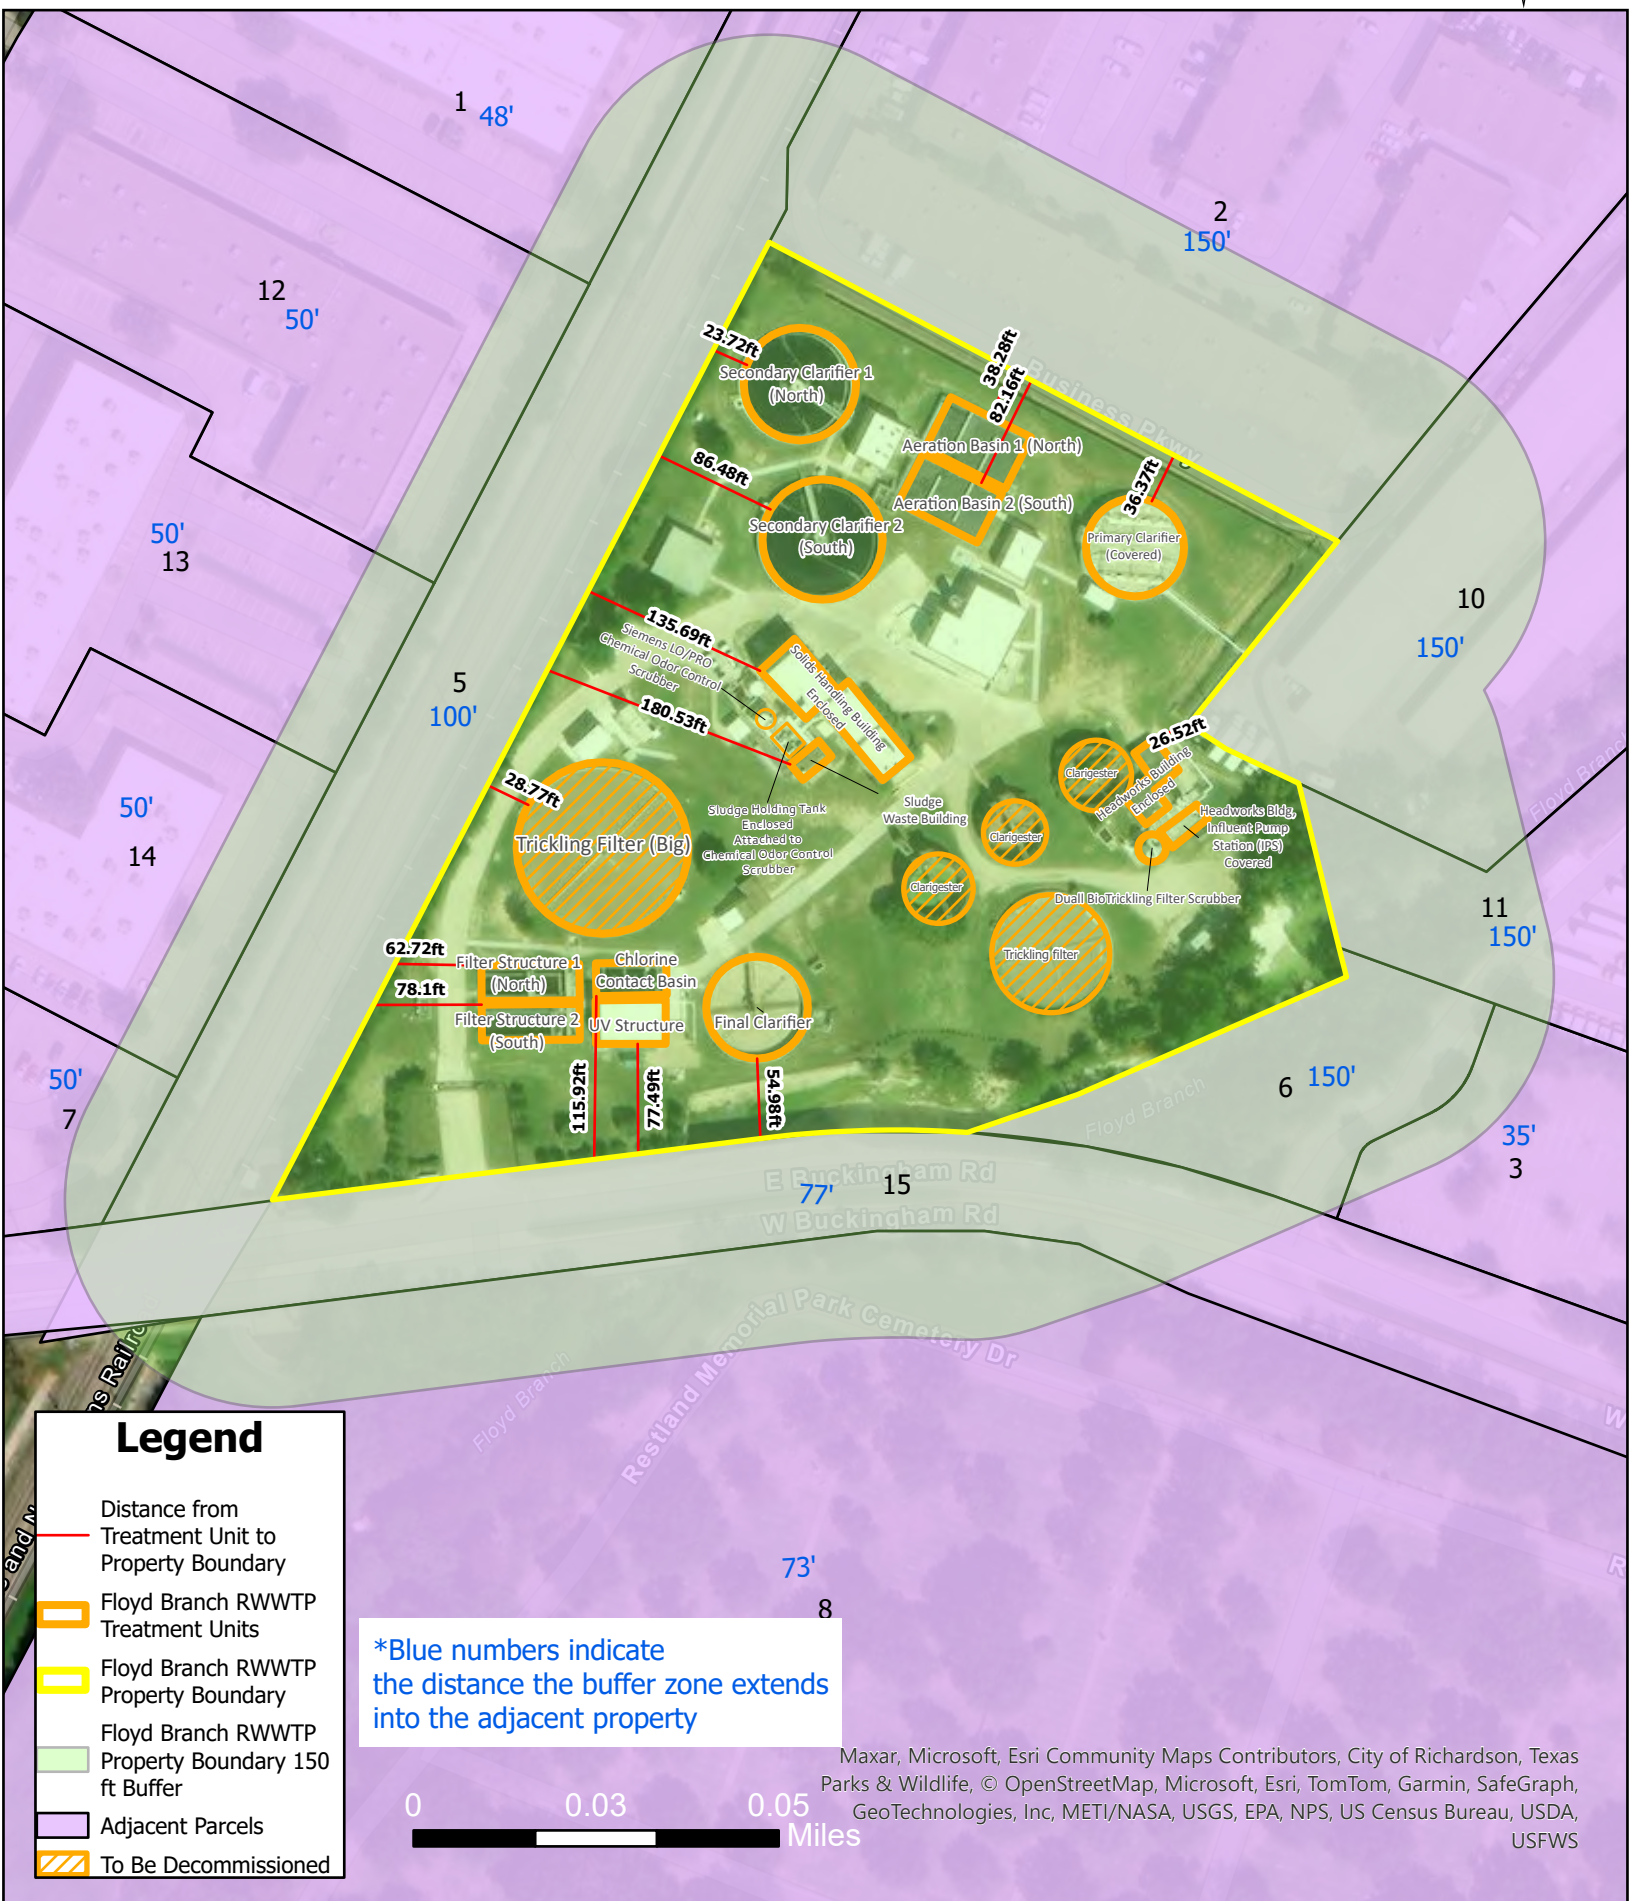 1
48'
2
150'
12
50'
23.72ft
Secondary Clarifier 1
(North)
38.28ft
82.16ft
Business Pkwy
Aeration Basin 1 (North)
86.48ft
Aeration Basin 2 (South)
36.37ft
Secondary Clarifier 2
(South)
Primary Clarifier
(Covered)
50'
13
10
150'
135.69ft
Siemens LO/PRO
Chemical Odor Control
Scrubber
Solids Handling Building
Enclosed
5
100'
180.53ft
26.52ft
Clarigester
Headworks Building
Enclosed
28.77ft
Sludge Holding Tank
Enclosed
Attached to
Chemical Odor Control
Scrubber
Sludge
Waste Building
Headworks Bldg,
Influent Pump
Station (IPS)
Covered
Floyd Branch
50'
14
Trickling Filter (Big)
Clarigester
Clarigester
Duall BioTrickling Filter Scrubber
11
150'
62.72ft
Filter Structure 1
(North)
Chlorine
Contact Basin
Trickling filter
78.1ft
Filter Structure 2
(South)
UV Structure
Final Clarifier
50'
7
115.92ft
77.49ft
54.98ft
Floyd Branch
6
150'
35'
3
E Buckingham Rd
77'
15
W Buckingham Rd
Restland Memorial Park Cemetery Dr
Floyd Branch
ns Railro
and N
W
R
73'
8
Legend
Distance from
Treatment Unit to
Property Boundary
Floyd Branch RWWTP
Treatment Units
Floyd Branch RWWTP
Property Boundary
Floyd Branch RWWTP
Property Boundary 150
ft Buffer
Adjacent Parcels
To Be Decommissioned
*Blue numbers indicate
the distance the buffer zone extends
into the adjacent property
0
0.03
0.05
Miles
Maxar, Microsoft, Esri Community Maps Contributors, City of Richardson, Texas
Parks & Wildlife, © OpenStreetMap, Microsoft, Esri, TomTom, Garmin, SafeGraph,
GeoTechnologies, Inc, METI/NASA, USGS, EPA, NPS, US Census Bureau, USDA,
USFWS